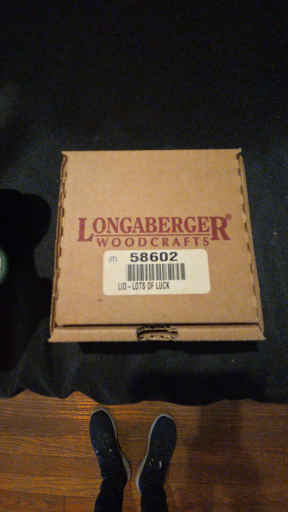 LONGABERGER®
WOODCRAFTS
58602
LID - LOTS OF LUCK